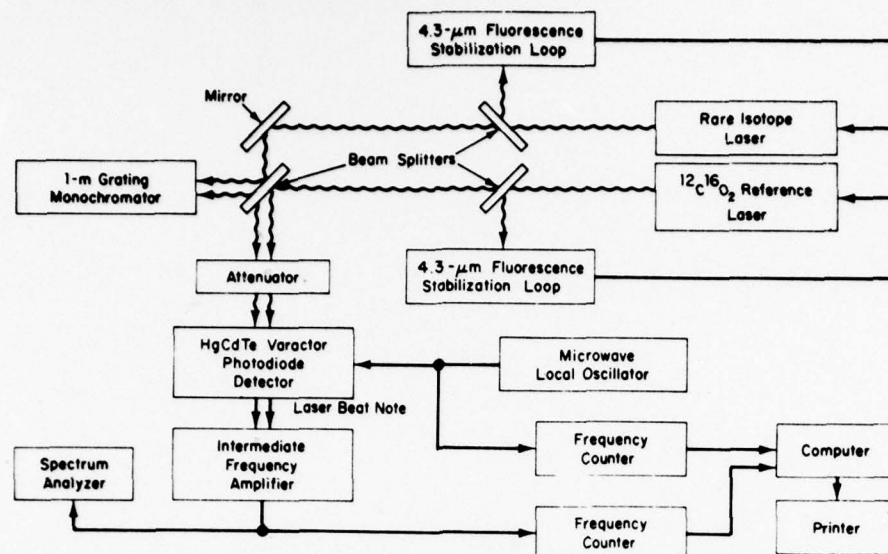 4.3-μm Fluorescence
Stabilization Loop
Mirror
Rare Isotope
Laser
Beam Splitters
1-m Grating
Monochromator
¹²C¹⁶O₂ Reference
Laser
Attenuator
4.3-μm Fluorescence
Stabilization Loop
HgCdTe Varactor
Photodiode
Detector
Microwave
Local Oscillator
Laser Beat Note
Intermediate
Frequency
Amplifier
Spectrum
Analyzer
Frequency
Counter
Computer
Frequency
Counter
Printer